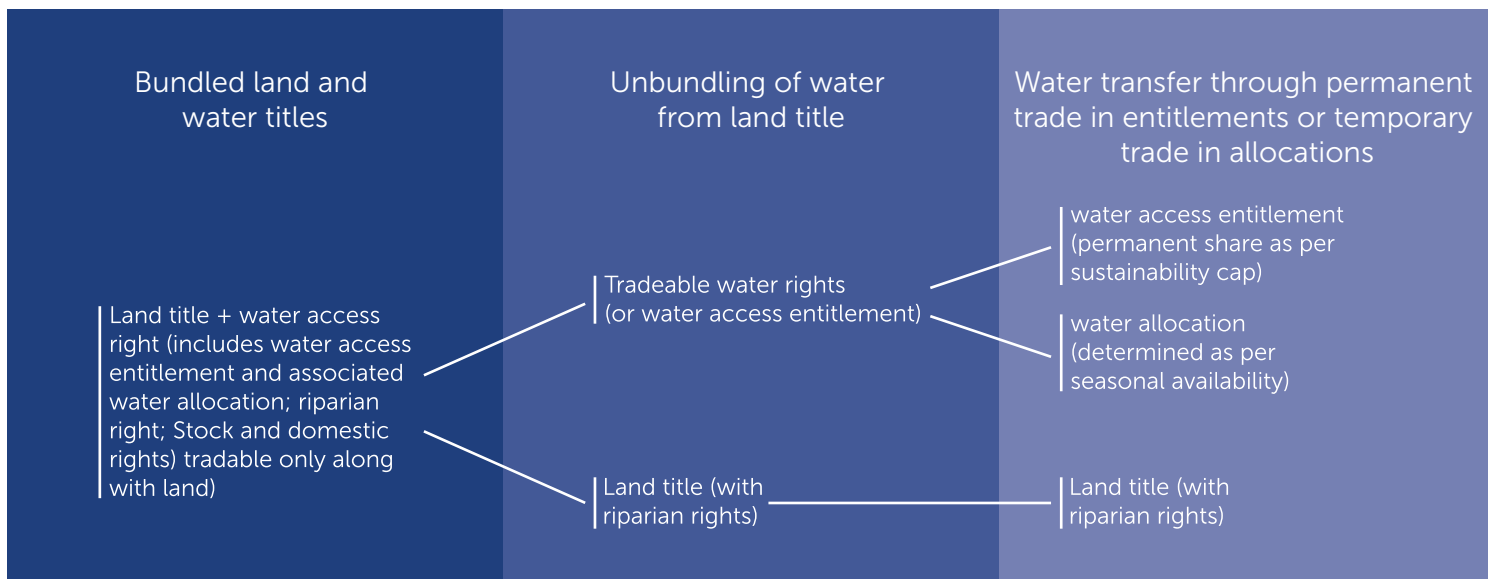 Bundled land and
water titles
Land title + water access
right (includes water access
entitlement and associated
water allocation; riparian
right; Stock and domestic
rights) tradable only along
with land)
Unbundling of water
from land title
Tradeable water rights
(or water access entitlement)
Land title (with
riparian rights)
Water transfer through permanent
trade in entitlements or temporary
trade in allocations
water access entitlement
(permanent share as per
sustainability cap)
water allocation
(determined as per
seasonal availability)
Land title (with
riparian rights)